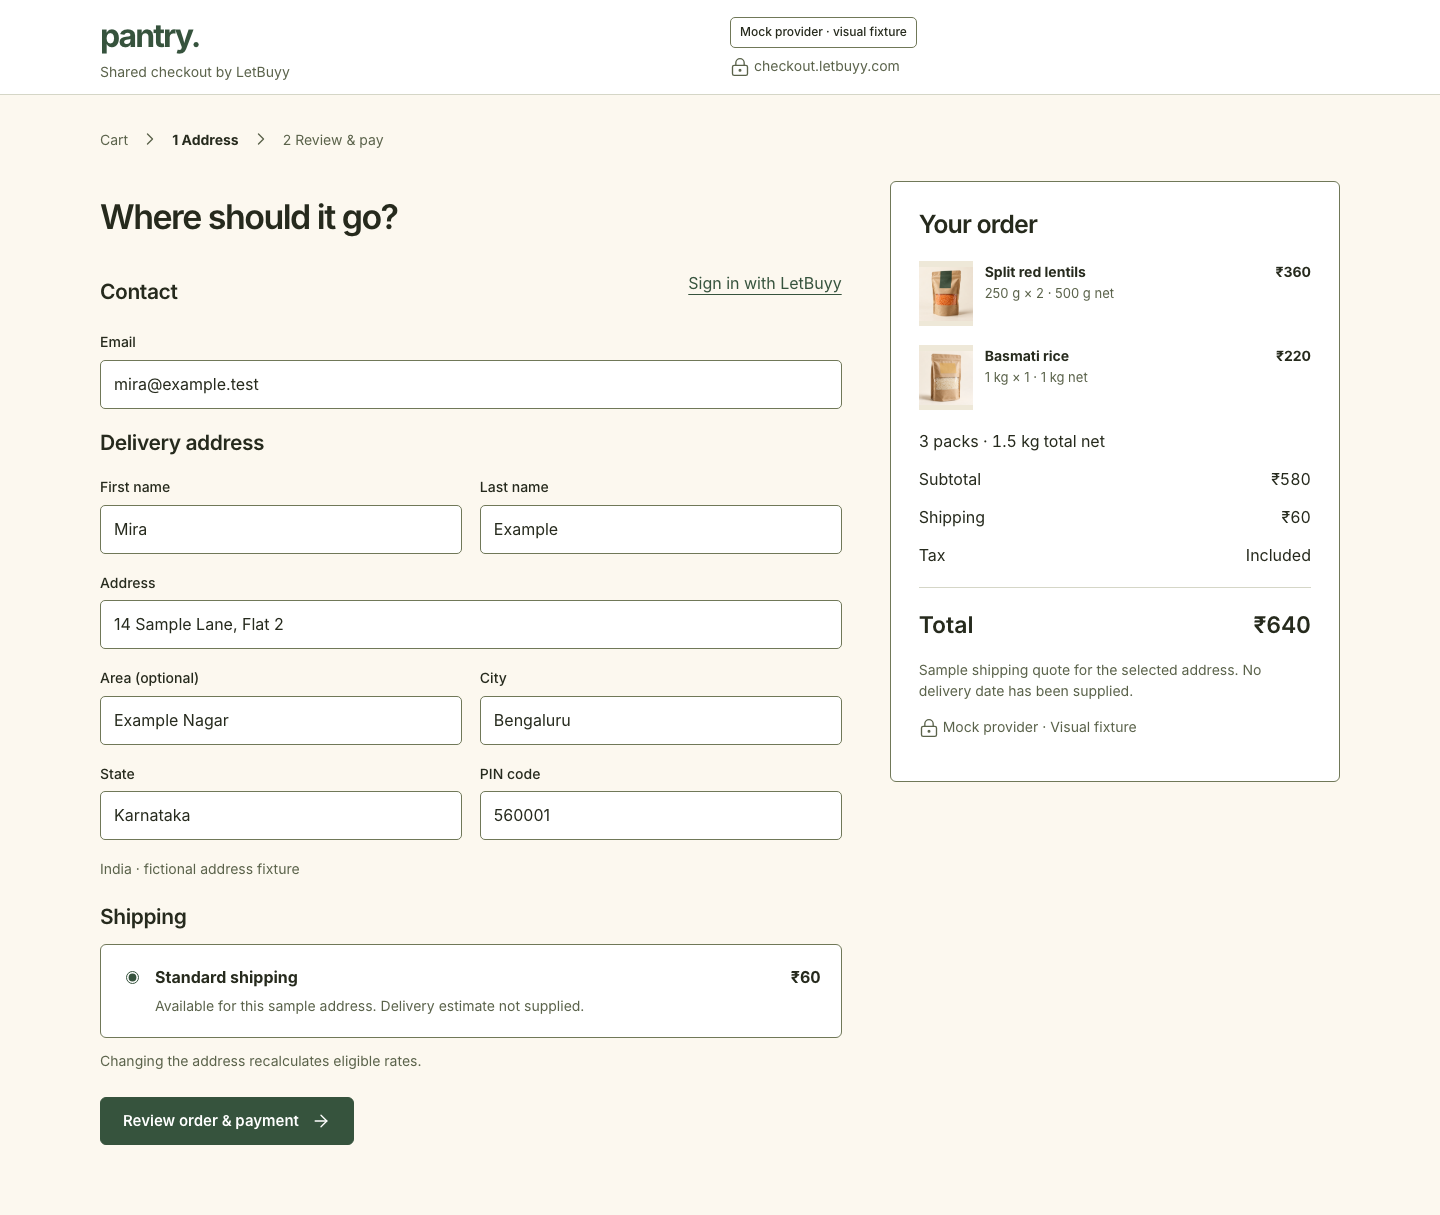 pantry.
Shared checkout by LetBuyy
Mock provider · visual fixture
checkout.letbuyy.com
Cart
1 Address
2 Review & pay
Where should it go?
Contact
Sign in with LetBuyy
Email
mira@example.test
Delivery address
First name
Last name
Mira
Example
Address
14 Sample Lane, Flat 2
Area (optional)
City
Example Nagar
Bengaluru
State
PIN code
Karnataka
560001
India · fictional address fixture
Shipping
Standard shipping
₹60
Available for this sample address. Delivery estimate not supplied.
Changing the address recalculates eligible rates.
Review order & payment
Your order
Split red lentils
₹360
250 g × 2 · 500 g net
Basmati rice
₹220
1 kg × 1 · 1 kg net
3 packs · 1.5 kg total net
Subtotal
₹580
Shipping
₹60
Tax
Included
Total
₹640
Sample shipping quote for the selected address. No
delivery date has been supplied.
Mock provider · Visual fixture